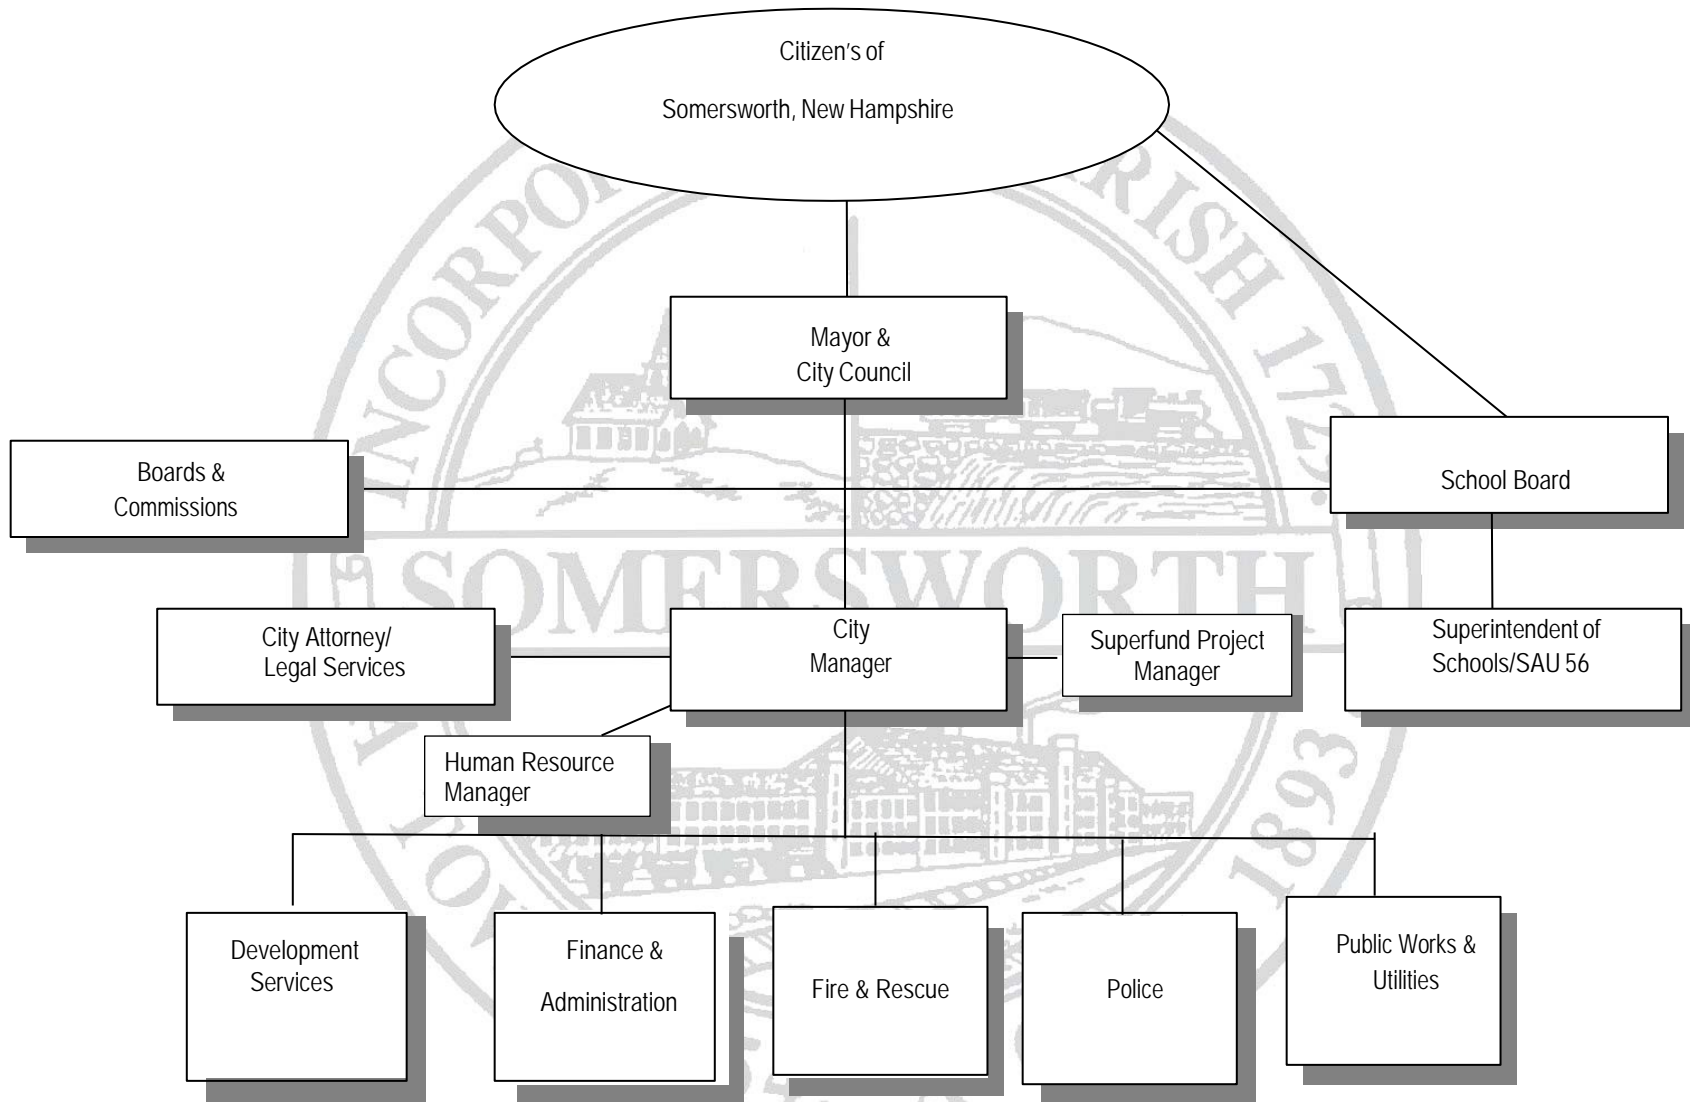 Citizen's of
Somersworth, New Hampshire
Mayor &
City Council
Boards &
Commissions
School Board
City Attorney/
Legal Services
City
Manager
Superfund Project
Manager
Superintendent of
Schools/SAU 56
Human Resource
Manager
Development
Services
Finance &
Administration
Fire & Rescue
Police
Public Works &
Utilities
SOMERSWORTH
1893